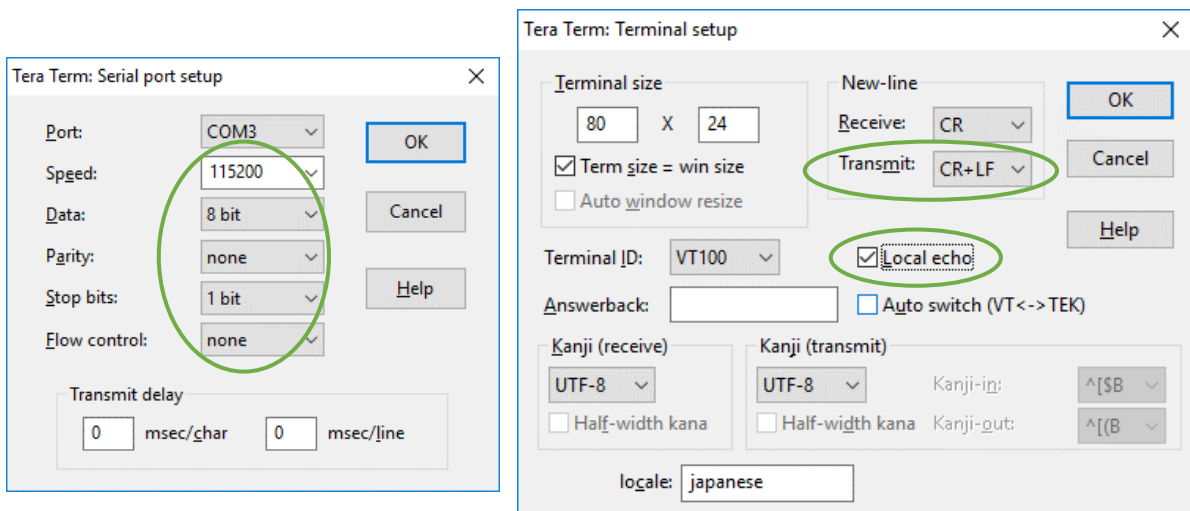 Tera Term: Serial port setup
Port: COM3 OK
Speed: 115200
Data: 8 bit Cancel
Parity: none
Stop bits: 1 bit Help
Flow control: none
Transmit delay
0 msec/char 0 msec/line
Tera Term: Terminal setup
Terminal size New-line
80 X 24 Receive: CR OK
Term size = win size Transmit: CR+LF Cancel
Auto window resize
Help
Terminal ID: VT100 Local echo
Answerback: Auto switch (VT<->TEK)
Kanji (receive) Kanji (transmit)
UTF-8 UTF-8 Kanji-in: ^[$B
Half-width kana Half-width kana Kanji-out: ^[(B
locale: japanese